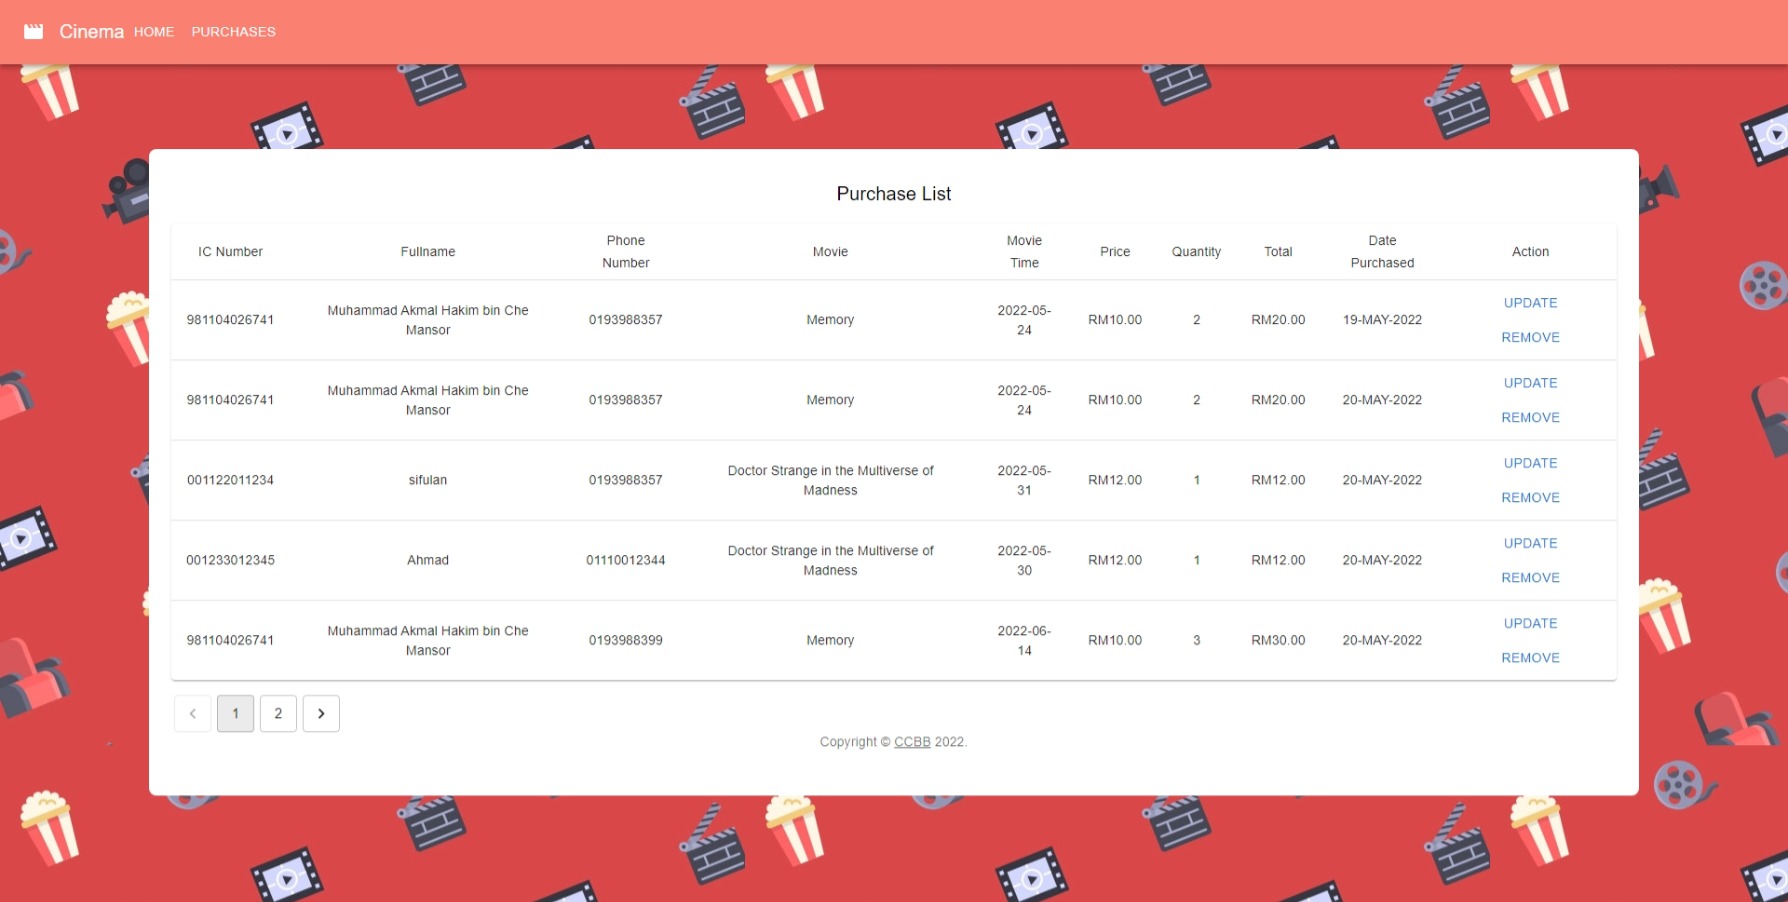 Cinema HOME PURCHASES
Purchase List
IC Number Fullname Phone Number Movie Movie Time Price Quantity Total Date Purchased Action
981104026741 Muhammad Akmal Hakim bin Che Mansor 0193988357 Memory 2022-05-24 RM10.00 2 RM20.00 19-MAY-2022 UPDATE REMOVE
981104026741 Muhammad Akmal Hakim bin Che Mansor 0193988357 Memory 2022-05-24 RM10.00 2 RM20.00 20-MAY-2022 UPDATE REMOVE
001122011234 sifulan 0193988357 Doctor Strange in the Multiverse of Madness 2022-05-31 RM12.00 1 RM12.00 20-MAY-2022 UPDATE REMOVE
001233012345 Ahmad 01110012344 Doctor Strange in the Multiverse of Madness 2022-05-30 RM12.00 1 RM12.00 20-MAY-2022 UPDATE REMOVE
981104026741 Muhammad Akmal Hakim bin Che Mansor 0193988399 Memory 2022-06-14 RM10.00 3 RM30.00 20-MAY-2022 UPDATE REMOVE
1 2
Copyright © CCBB 2022.